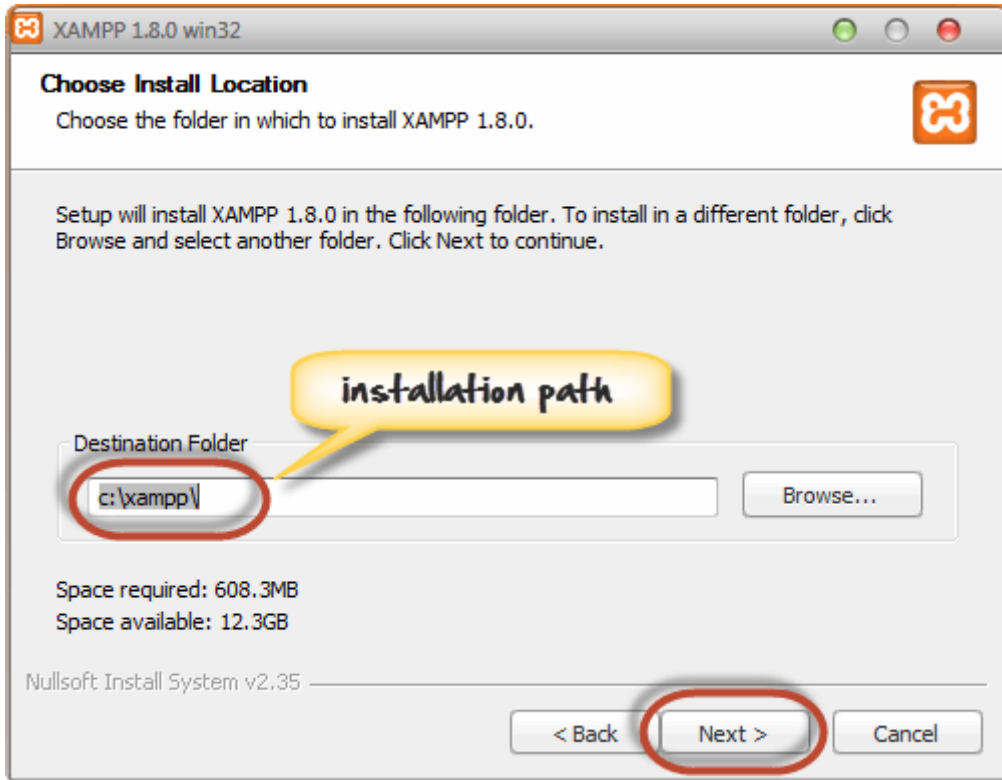 XAMPP 1.8.0 win32
Choose Install Location
Choose the folder in which to install XAMPP 1.8.0.
Setup will install XAMPP 1.8.0 in the following folder. To install in a different folder, click
Browse and select another folder. Click Next to continue.
installation path
Destination Folder
c:\xampp\
Browse...
Space required: 608.3MB
Space available: 12.3GB
Nullsoft Install System v2.35
< Back
Next >
Cancel